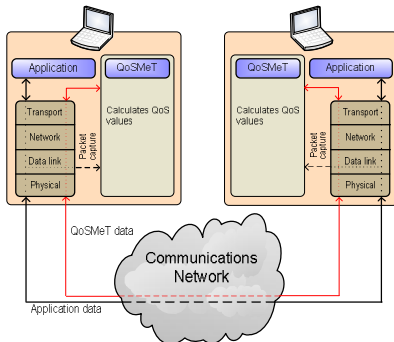 Application
QoSMeT
Transport
Network
Data link
Physical
Packet
capture
Calculates QoS
values
QoSMeT
Application
Calculates QoS
values
Packet
capture
Transport
Network
Data link
Physical
QoSMeT data
Communications
Network
Application data